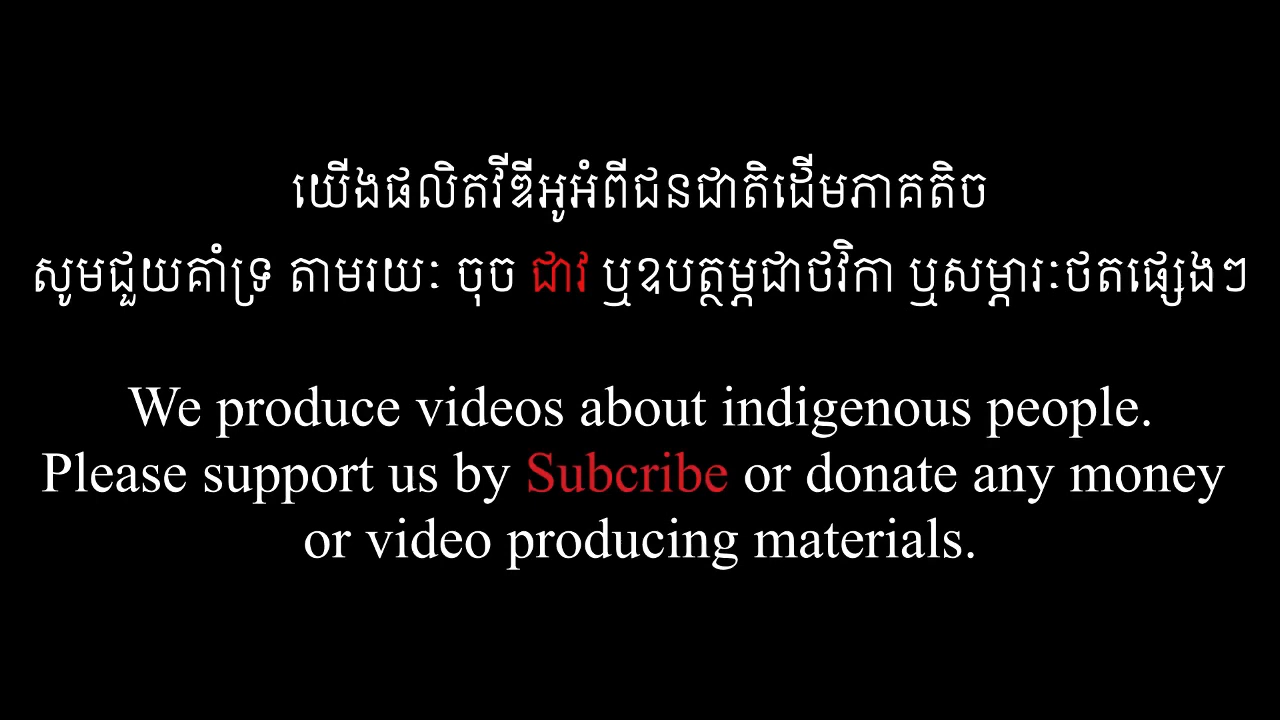 យើងផលិតវីឌីអូអំពីជនជាតិដើមភាគតិច
សូមជួយគាំទ្រ តាមរយៈ ចុច ជាវ ឬឧបត្ថម្ភជាថវិកា ឬសម្ភារៈថតផ្សេងៗ
We produce videos about indigenous people.
Please support us by Subcribe or donate any money
or video producing materials.